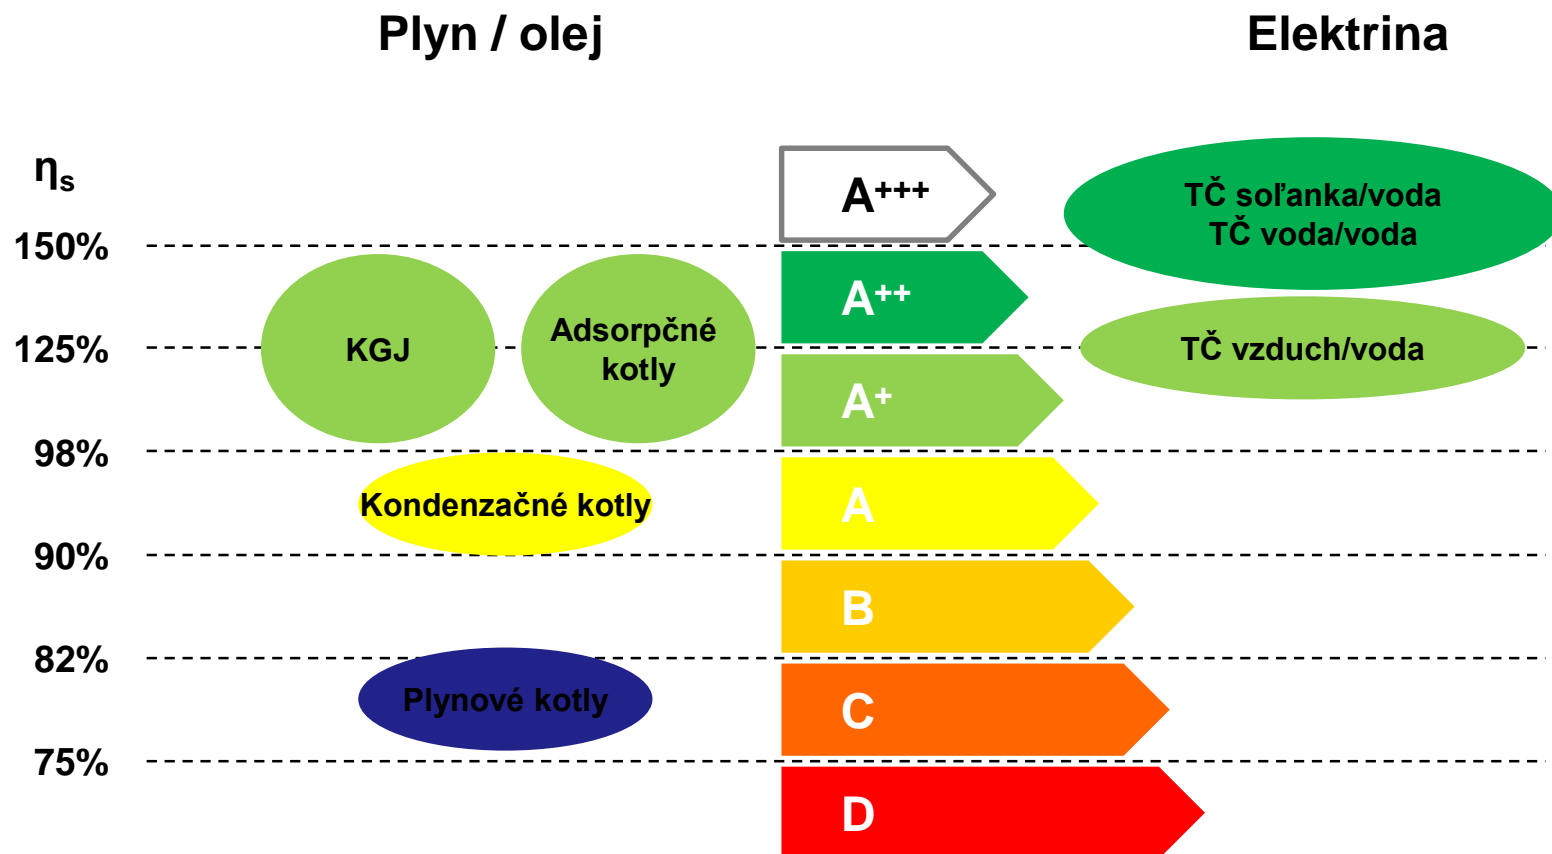 Plyn / olej
Elektrina
ηs
A+++
TČ soľanka/voda
TČ voda/voda
150%
A++
KGJ
Adsorpčné
kotly
125%
TČ vzduch/voda
A+
98%
Kondenzačné kotly
A
90%
B
82%
Plynové kotly
C
75%
D